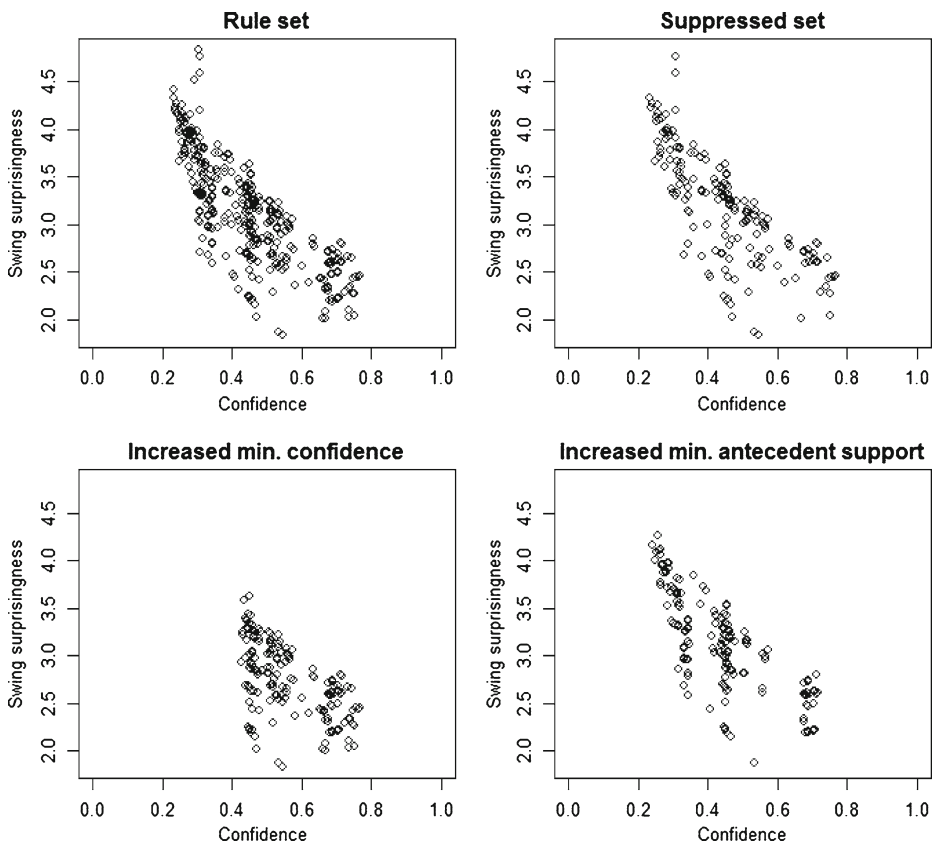 Rule set
Swing surprisingness
4.5
4.0
3.5
3.0
2.5
2.0
0.0 0.2 0.4 0.6 0.8 1.0
Confidence
Suppressed set
Swing surprisingness
4.5
4.0
3.5
3.0
2.5
2.0
0.0 0.2 0.4 0.6 0.8 1.0
Confidence
Increased min. confidence
Swing surprisingness
4.5
4.0
3.5
3.0
2.5
2.0
0.0 0.2 0.4 0.6 0.8 1.0
Confidence
Increased min. antecedent support
Swing surprisingness
4.5
4.0
3.5
3.0
2.5
2.0
0.0 0.2 0.4 0.6 0.8 1.0
Confidence